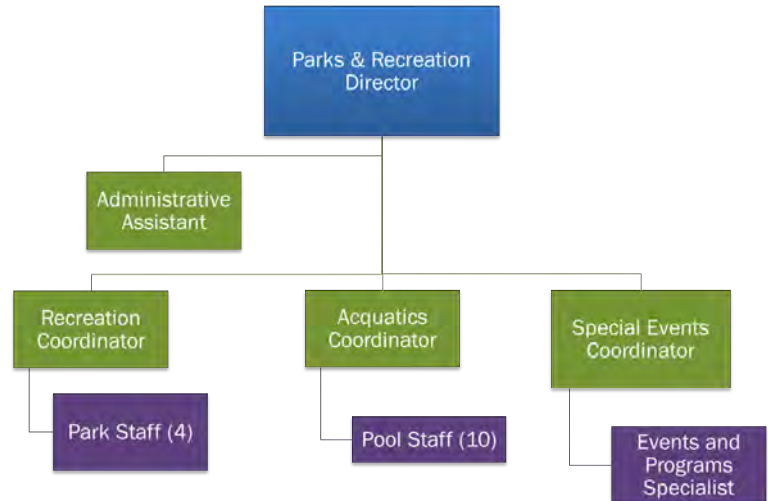 Parks & Recreation
Director
Administrative
Assistant
Recreation
Coordinator
Acquatics
Coordinator
Special Events
Coordinator
Park Staff (4)
Pool Staff (10)
Events and
Programs
Specialist